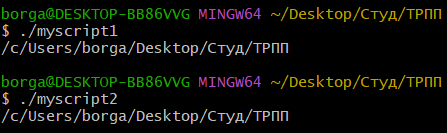 borga@DESKTOP-BB86VVG MINGW64 ~/Desktop/Студ/ТРПП
$ ./myscript1
/c/Users/borga/Desktop/Студ/ТРПП
borga@DESKTOP-BB86VVG MINGW64 ~/Desktop/Студ/ТРПП
$ ./myscript2
/c/Users/borga/Desktop/Студ/ТРПП